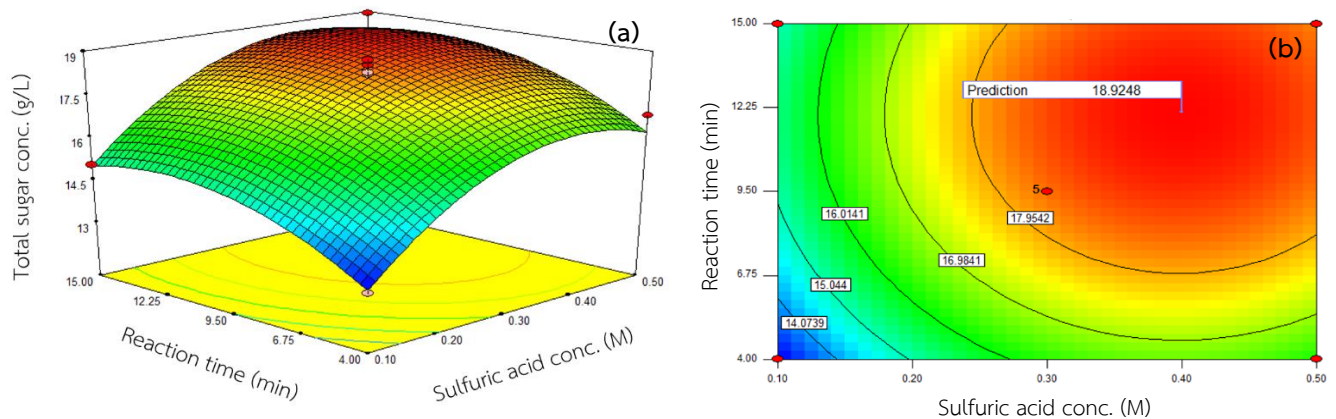 (a)
Total sugar conc. (g/L)
19
17.5
16
14.5
13
15.00
12.25
9.50
6.75
4.00
Reaction time (min)
0.10
0.20
0.30
0.40
0.50
Sulfuric acid conc. (M)
(b)
Reaction time (min)
15.00
12.25
9.50
6.75
4.00
Prediction 18.9248
5
17.9542
16.0141
16.9841
15.044
14.0739
0.10 0.20 0.30 0.40 0.50
Sulfuric acid conc. (M)